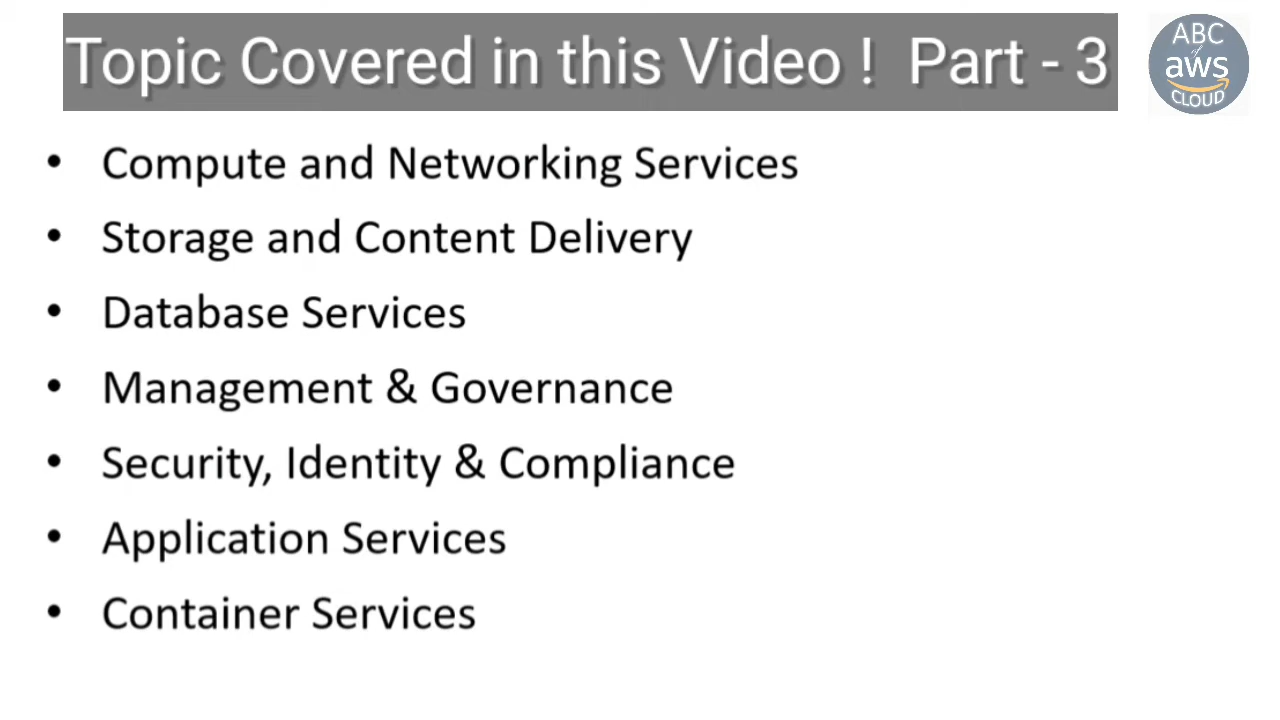 Topic Covered in this Video ! Part - 3
ABC
of
aws
CLOUD
• Compute and Networking Services
• Storage and Content Delivery
• Database Services
• Management & Governance
• Security, Identity & Compliance
• Application Services
• Container Services